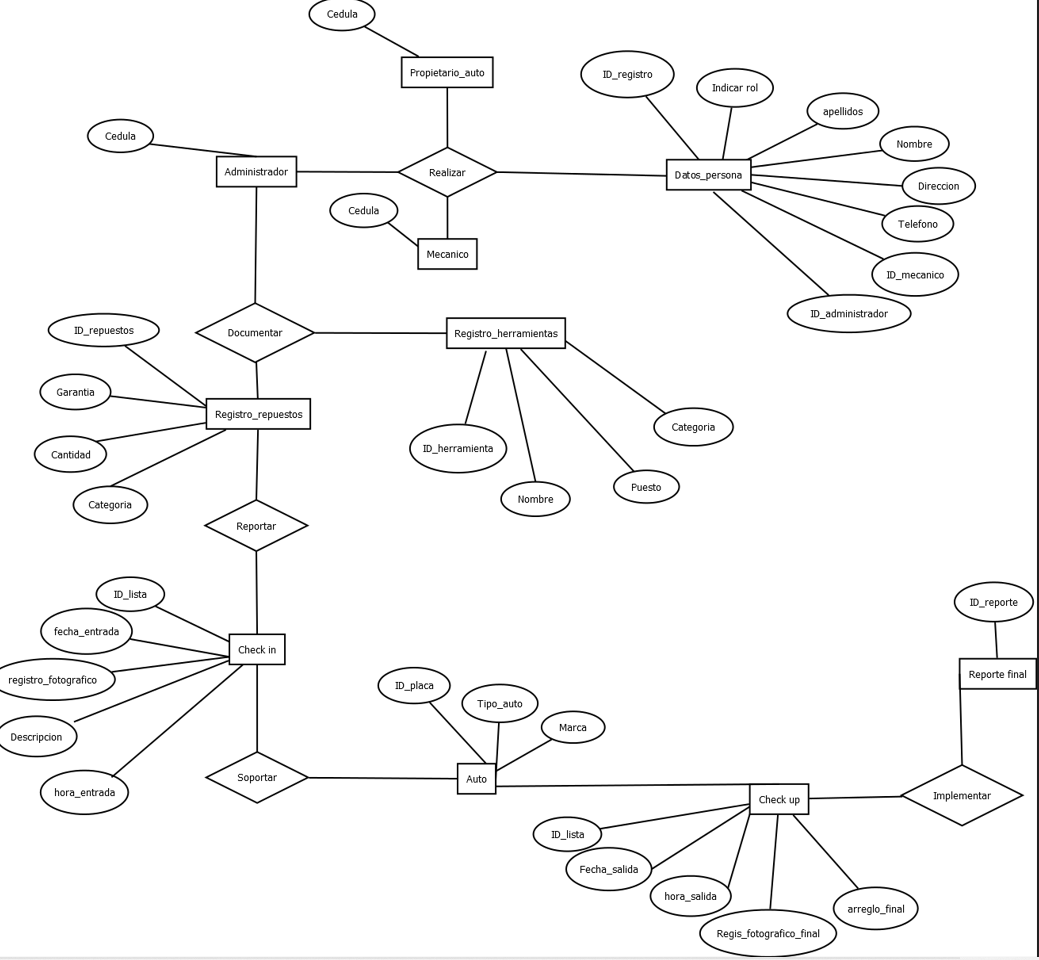 Cedula
Propietario_auto
ID_registro
Indicar rol
apellidos
Nombre
Direccion
Telefono
ID_mecanico
ID_administrador
Cedula
Administrador
Realizar
Datos_persona
Cedula
Mecanico
ID_repuestos
Documentar
Registro_herramientas
Garantia
Registro_repuestos
Cantidad
Categoria
ID_herramienta
Nombre
Puesto
Categoria
Reportar
ID_lista
fecha_entrada
Check in
registro_fotografico
Descripcion
hora_entrada
Soportar
ID_placa
Tipo_auto
Marca
Auto
ID_reporte
Reporte final
Check up
Implementar
ID_lista
Fecha_salida
hora_salida
Regis_fotografico_final
arreglo_final